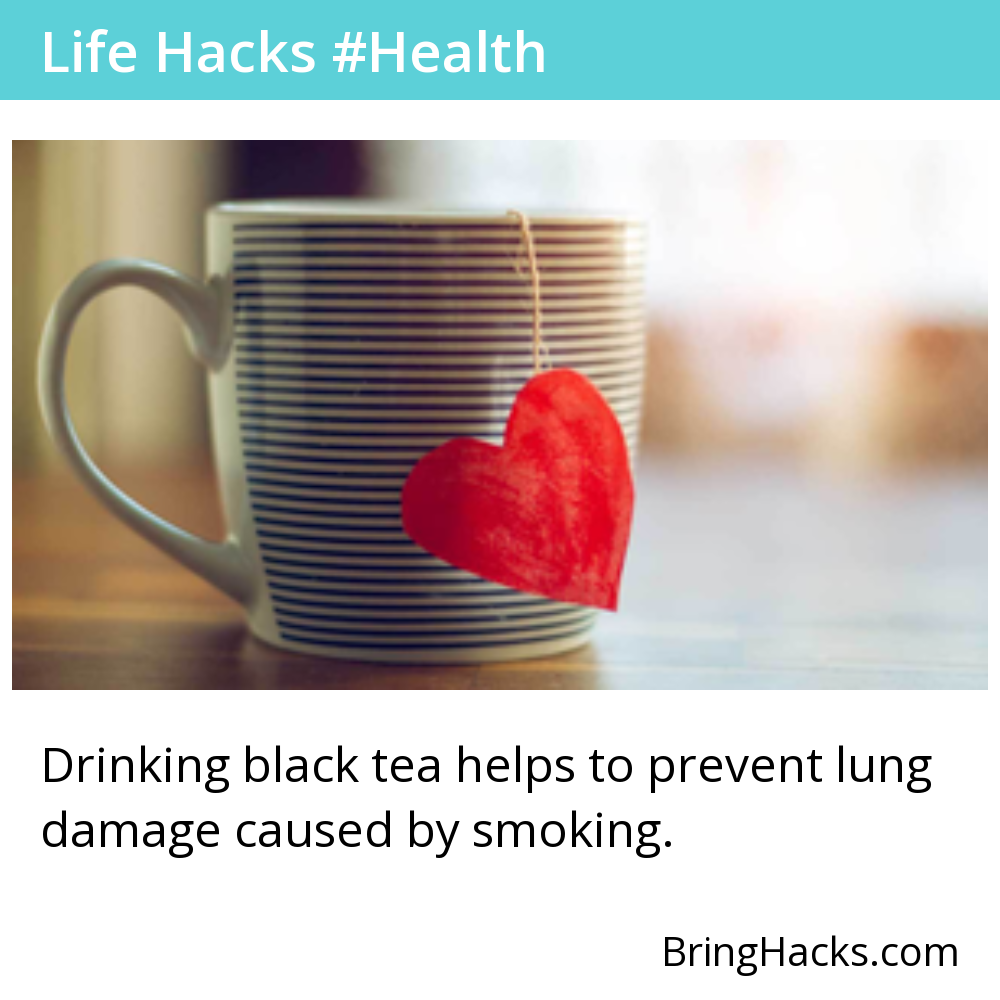 Life Hacks #Health
Drinking black tea helps to prevent lung
damage caused by smoking.
BringHacks.com